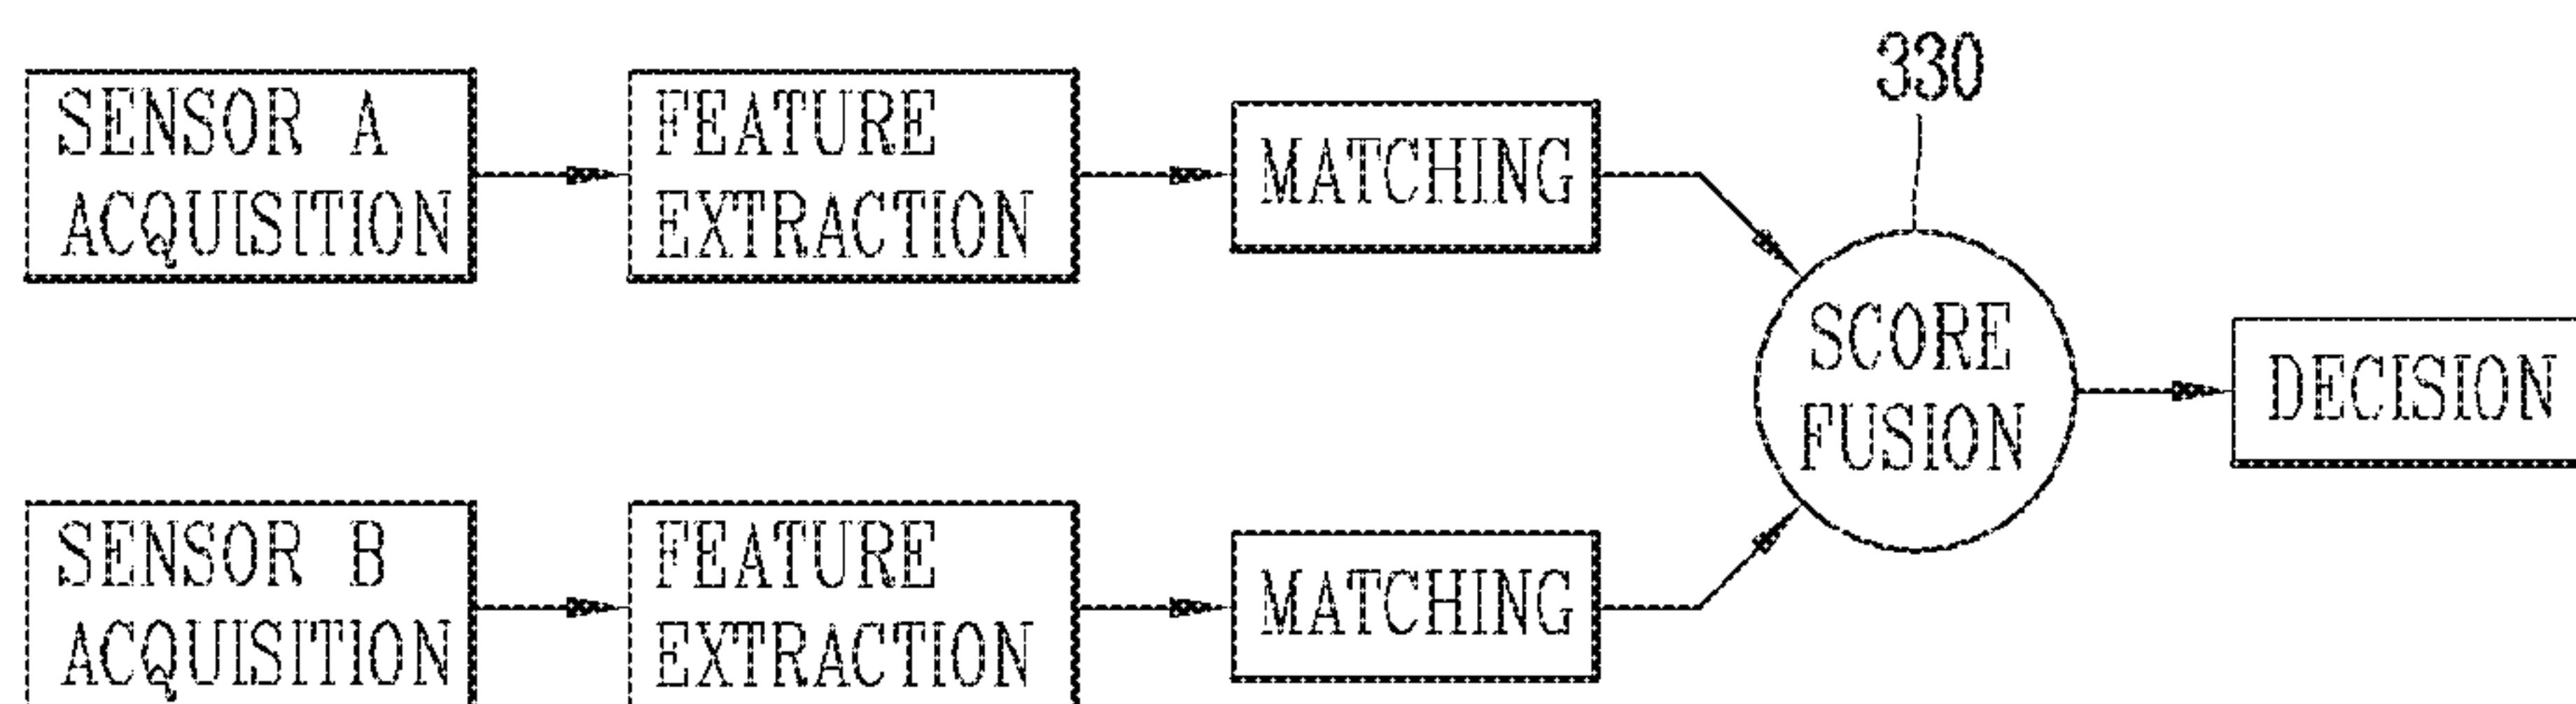 330
SENSOR A
ACQUISITION
FEATURE
EXTRACTION
MATCHING
SCORE
FUSION
DECISION
SENSOR B
ACQUISITION
FEATURE
EXTRACTION
MATCHING